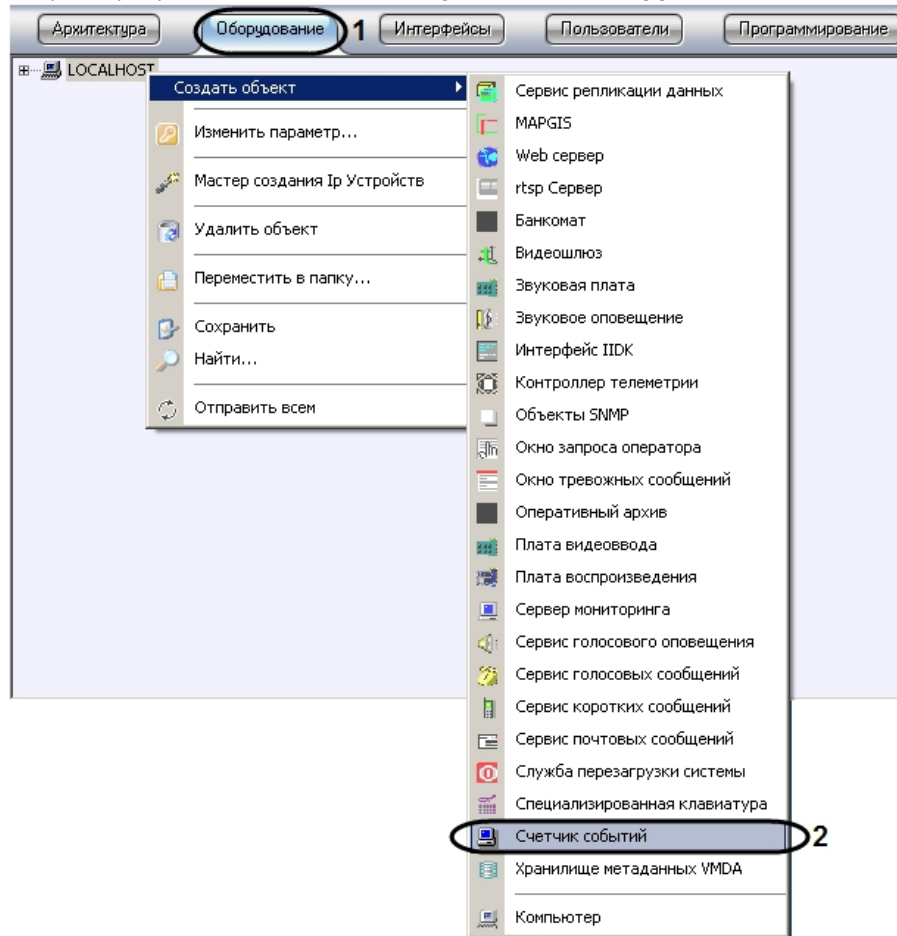 Архитектура Оборудование 1 Интерфейсы Пользователи Программирование
LOCALHOST
Создать объект
Изменить параметр...
Мастер создания Ip Устройств
Удалить объект
Переместить в папку...
Сохранить
Найти...
Отправить всем
Сервис репликации данных
MAPGIS
Web сервер
rtsp Сервер
Банкомат
Видеошлюз
Звуковая плата
Звуковое оповещение
Интерфейс IIDK
Контроллер телеметрии
Объекты SNMP
Окно запроса оператора
Окно тревожных сообщений
Оперативный архив
Плата видеоввода
Плата воспроизведения
Сервер мониторинга
Сервис голосового оповещения
Сервис голосовых сообщений
Сервис коротких сообщений
Сервис почтовых сообщений
Служба перезагрузки системы
Специализированная клавиатура
Счетчик событий 2
Хранилище метаданных VMDA
Компьютер